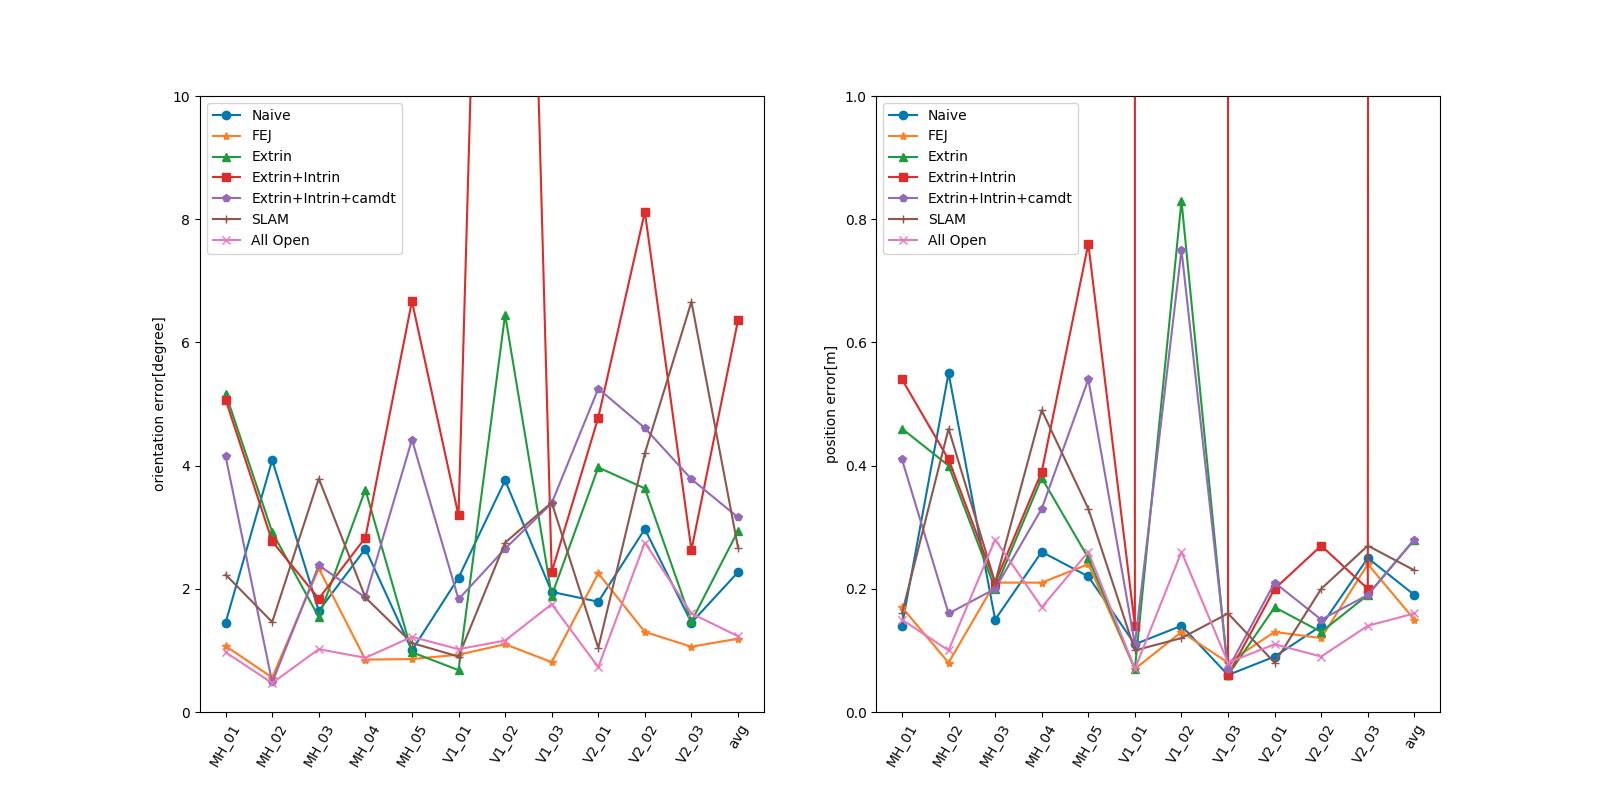 10
8
6
4
2
0
orientation error[degree]
Naive
FEJ
Extrin
Extrin+Intrin
Extrin+Intrin+camdt
SLAM
All Open
MH_01
MH_02
MH_03
MH_04
MH_05
V1_01
V1_02
V1_03
V2_01
V2_02
V2_03
avg
1.0
0.8
0.6
0.4
0.2
0.0
position error[m]
Naive
FEJ
Extrin
Extrin+Intrin
Extrin+Intrin+camdt
SLAM
All Open
MH_01
MH_02
MH_03
MH_04
MH_05
V1_01
V1_02
V1_03
V2_01
V2_02
V2_03
avg